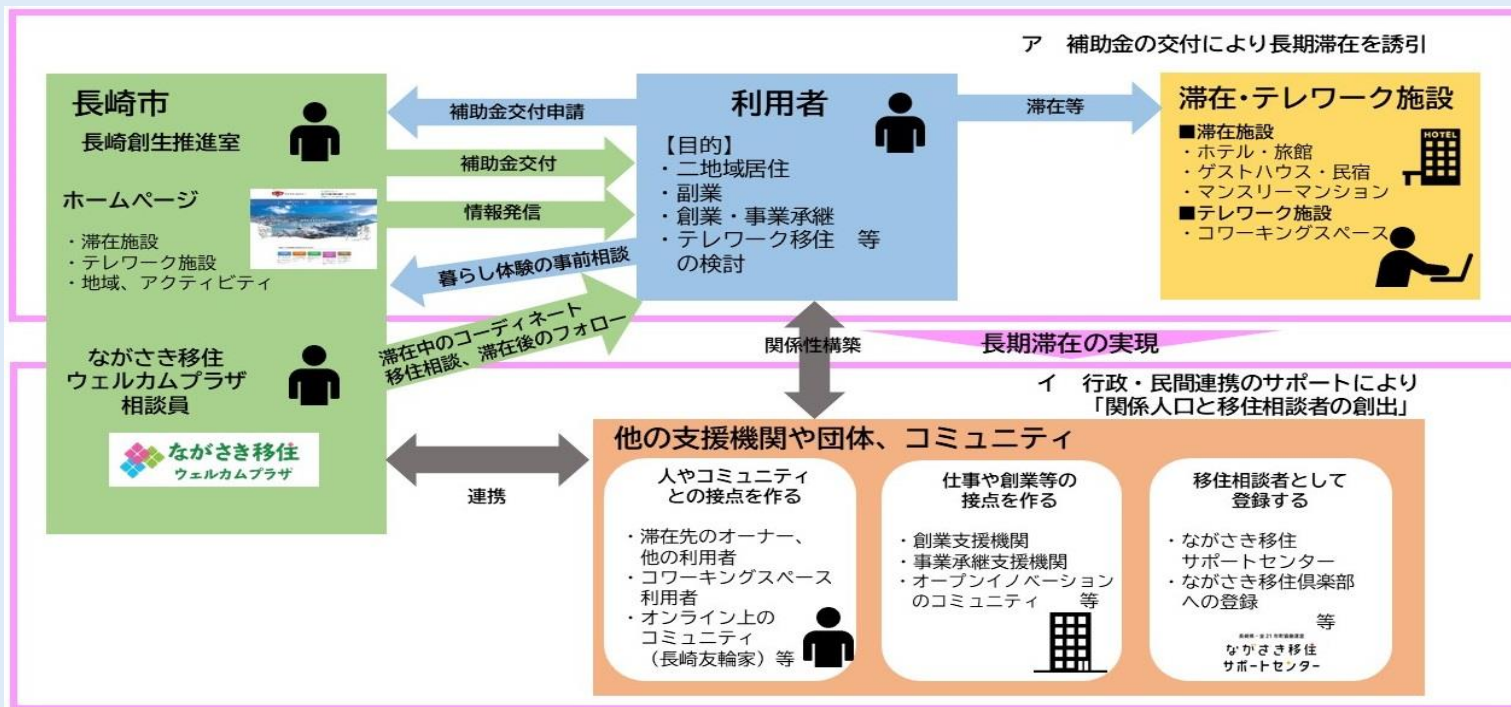 ア　補助金の交付により長期滞在を誘引
長崎市
長崎創生推進室
ホームページ
・滞在施設
・テレワーク施設
・地域、アクティビティ
補助金交付申請
補助金交付
情報発信
暮らし体験の事前相談
滞在中のコーディネート
移住相談、滞在後のフォロー
利用者
【目的】
・二地域居住
・副業
・創業・事業承継
・テレワーク移住　等
の検討
滞在等
滞在・テレワーク施設
■滞在施設
・ホテル・旅館
・ゲストハウス・民宿
・マンスリーマンション
■テレワーク施設
・コワーキングスペース
HOTEL
関係性構築
長期滞在の実現
ながさき移住
ウェルカムプラザ
相談員
ながさき移住
ウェルカムプラザ
連携
イ　行政・民間連携のサポートにより
「関係人口と移住相談者の創出」
他の支援機関や団体、コミュニティ
人やコミュニティ
との接点を作る
・滞在先のオーナー、
他の利用者
・コワーキングスペース
利用者
・オンライン上の
コミュニティ
（長崎友輪家）等
仕事や創業等の
接点を作る
・創業支援機関
・事業承継支援機関
・オープンイノベーション
のコミュニティ　等
移住相談者として
登録する
・ながさき移住
サポートセンター
・ながさき移住倶楽部
への登録
等
ながさき移住
サポートセンター